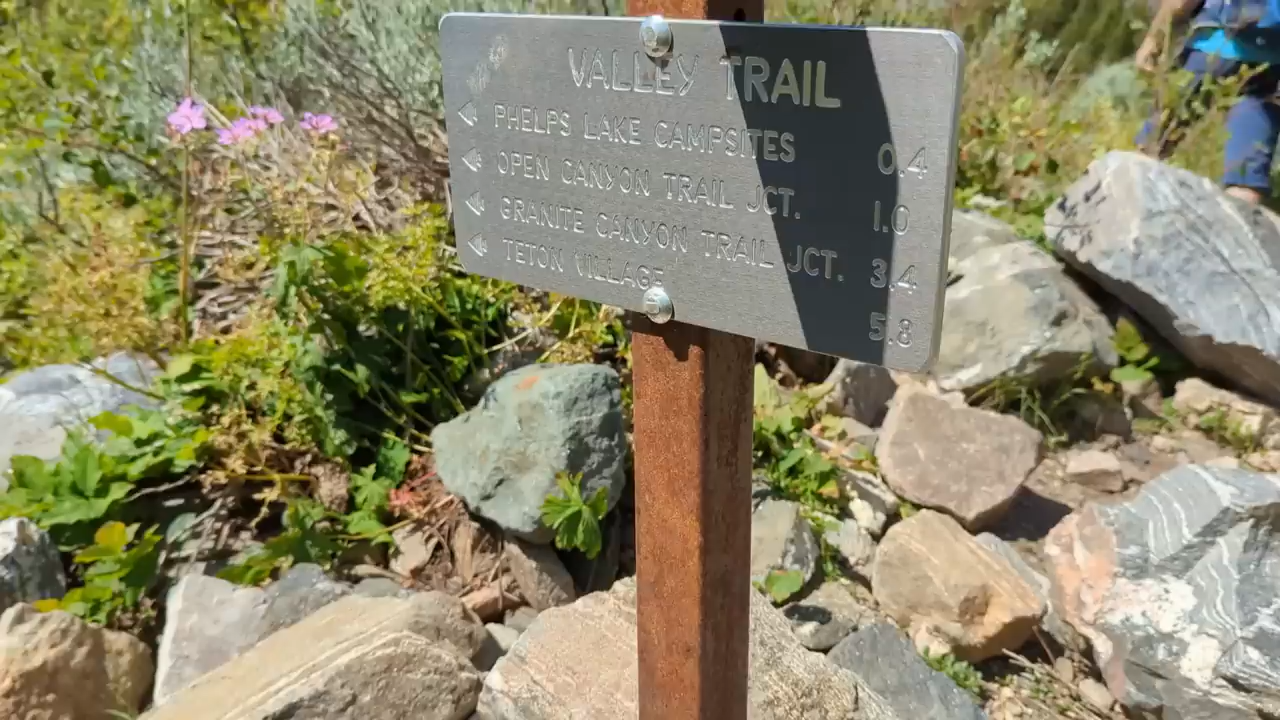 VALLEY TRAIL
PHELPS LAKE CAMPSITES 0.4
OPEN CANYON TRAIL JCT. 1.0
GRANITE CANYON TRAIL JCT. 3.4
TETON VILLAGE 5.8